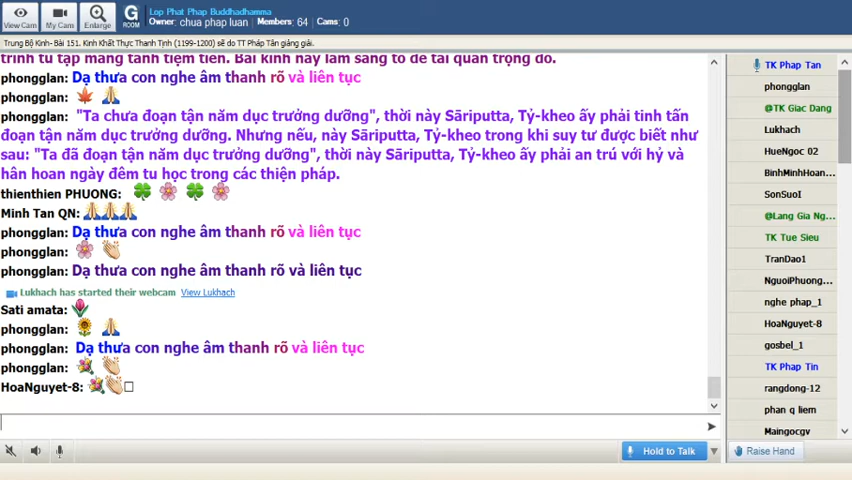 Lop Phat Phap Buddhadhamma
Owner: chua phap luan Members: 64 Cams: 0
View Cam
My Cam
Enlarge
G
ROOM
Trung Bộ Kinh- Bài 151. Kinh Khất Thực Thanh Tịnh (1199-1200) sẽ do TT Pháp Tân giảng giải.
trình tu tập mang tánh tiệm tiến. Bài kinh này làm sáng tỏ đề tài quan trọng đó.
phongglan: Dạ thưa con nghe âm thanh rõ và liên tục
phongglan:
phongglan: "Ta chưa đoạn tận năm dục trưởng dưỡng", thời này Sāriputta, Tỷ-kheo ấy phải tinh tấn
đoạn tận năm dục trưởng dưỡng. Nhưng nếu, này Sāriputta, Tỷ-kheo trong khi suy tư được biết như
sau: "Ta đã đoạn tận năm dục trưởng dưỡng", thời này Sāriputta, Tỷ-kheo ấy phải an trú với hỷ và
hân hoan ngày đêm tu học trong các thiện pháp.
thienthien PHUONG:
Minh Tan QN:
phongglan: Dạ thưa con nghe âm thanh rõ và liên tục
phongglan:
phongglan: Dạ thưa con nghe âm thanh rõ và liên tục
Lukhach has started their webcam View Lukhach
Sati amata:
phongglan:
phongglan: Dạ thưa con nghe âm thanh rõ và liên tục
phongglan:
HoaNguyet-8:
TK Phap Tan
phongglan
@TK Giac Dang
Lukhach
HueNgoc 02
BinhMinhHoan...
SonSuoI
@Lang Gia Ng...
TK Tue Sieu
TranDao1
NguoiPhuong...
nghe phap_1
HoaNguyet-8
gosbel_1
TK Phap Tin
rangdong-12
phan q liem
Maingocgv
Hold to Talk
Raise Hand